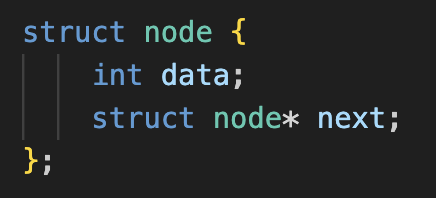 struct node {
    int data;
    struct node* next;
};